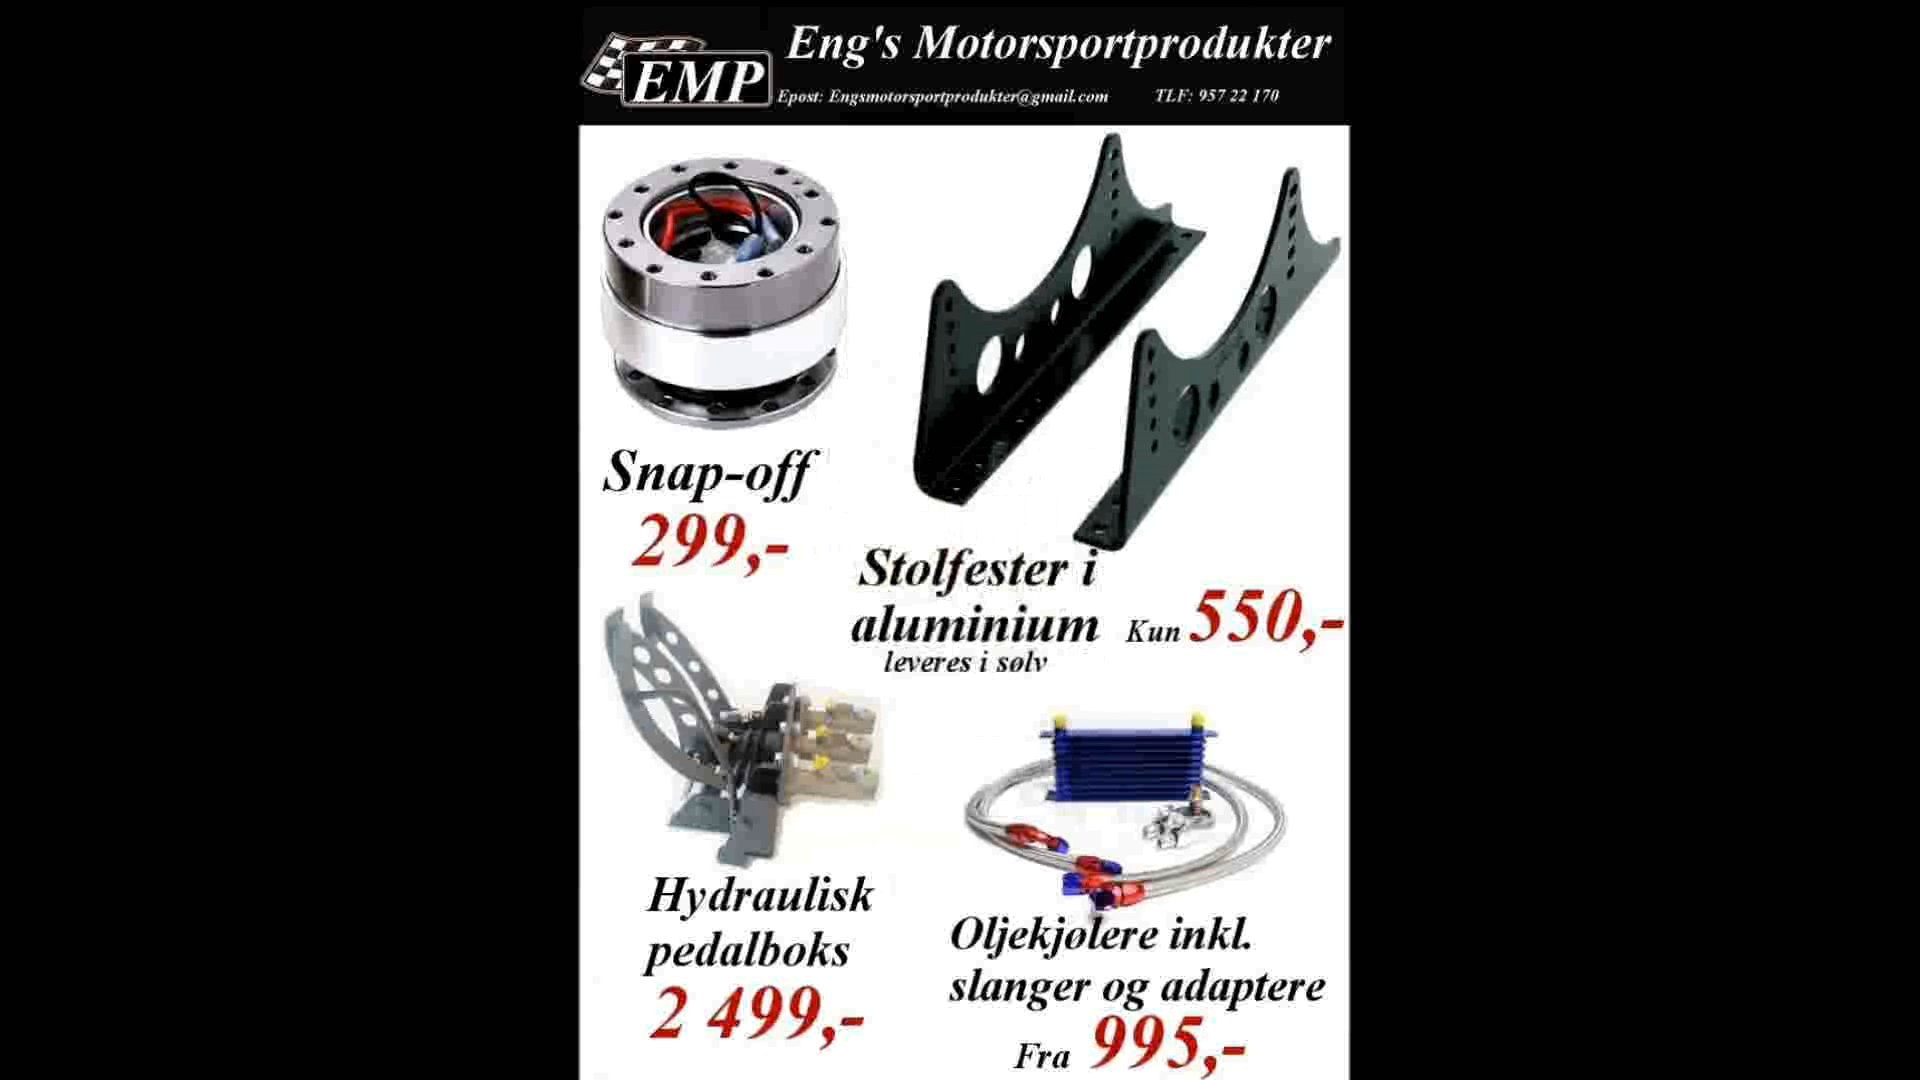 EMP
Eng's Motorsportprodukter
Epost: Engsmotorsportprodukter@gmail.com TLF: 957 22 170
Snap-off
299,-
Stolfester i
aluminium
leveres i sølv
Kun 550,-
Hydraulisk
pedalboks
2 499,-
Oljekjølere inkl.
slanger og adaptere
Fra 995,-